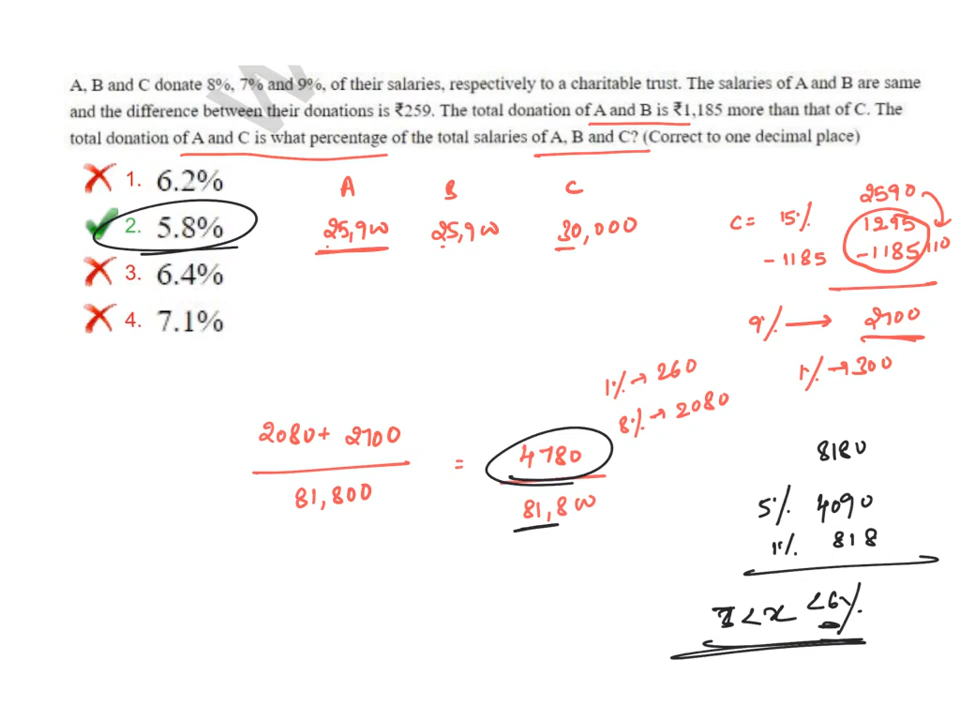 A, B and C donate 8%, 7% and 9%, of their salaries, respectively to a charitable trust. The salaries of A and B are same
and the difference between their donations is ₹259. The total donation of A and B is ₹1,185 more than that of C. The
total donation of A and C is what percentage of the total salaries of A, B and C? (Correct to one decimal place)
1. 6.2%
2. 5.8%
3. 6.4%
4. 7.1%
A B C
25,900 25,900 30,000
C = 15%
- 1185
2590
1295
-1185
110
9% → 2700
1% → 300
1% → 260
8% → 2080
2080 + 2700
81,800
= 4780
81,800
8180
5% 4090
1% 818
< x < 6%